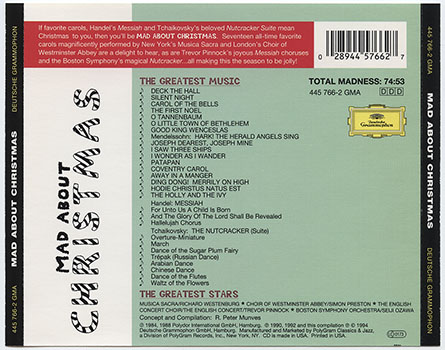 If favorite carols, Handel's Messiah and Tchaikovsky's beloved Nutcracker Suite mean
Christmas to you, then you'll be MAD ABOUT CHRISTMAS. Seventeen all-time favorite
carols magnificently performed by New York's Musica Sacra and London's Choir of
Westminster Abbey are a delight to hear, as are Trevor Pinnock's joyous Messiah choruses
and the Boston Symphony's magical Nutcracker...all making this the season to be jolly!
0 28944 57662 7
DEUTSCHE GRAMMOPHON
MAD ABOUT CHRISTMAS
445 766-2 GMA
MAD ABOUT
CHRISTMAS
THE GREATEST MUSIC
TOTAL MADNESS: 74:53
445 766-2 GMA
DDD
DECK THE HALL
SILENT NIGHT
CAROL OF THE BELLS
THE FIRST NOEL
O TANNENBAUM
O LITTLE TOWN OF BETHLEHEM
GOOD KING WENCESLAS
Mendelssohn: HARK! THE HERALD ANGELS SING
JOSEPH DEAREST, JOSEPH MINE
I SAW THREE SHIPS
I WONDER AS I WANDER
PATAPAN
COVENTRY CAROL
AWAY IN A MANGER
DING DONG! MERRILY ON HIGH
HODIE CHRISTUS NATUS EST
THE HOLLY AND THE IVY
Handel: MESSIAH
For Unto Us A Child Is Born
And The Glory Of The Lord Shall Be Revealed
Hallelujah Chorus
Tchaikovsky: THE NUTCRACKER (Suite)
Overture-Miniature
March
Dance of the Sugar Plum Fairy
Trépak (Russian Dance)
Arabian Dance
Chinese Dance
Dance of the Flutes
Waltz of the Flowers
Deutsche
Grammophon
THE GREATEST STARS
MUSICA SACRA/RICHARD WESTENBURG * CHOIR OF WESTMINSTER ABBEY/SIMON PRESTON * THE ENGLISH
CONCERT CHOIR/THE ENGLISH CONCERT/TREVOR PINNOCK * BOSTON SYMPHONY ORCHESTRA/SEIJI OZAWA
Concept and Compilation: R. Peter Munves
DEUTSCHE GRAMMOPHON
MAD ABOUT CHRISTMAS
445 766-2 GMA